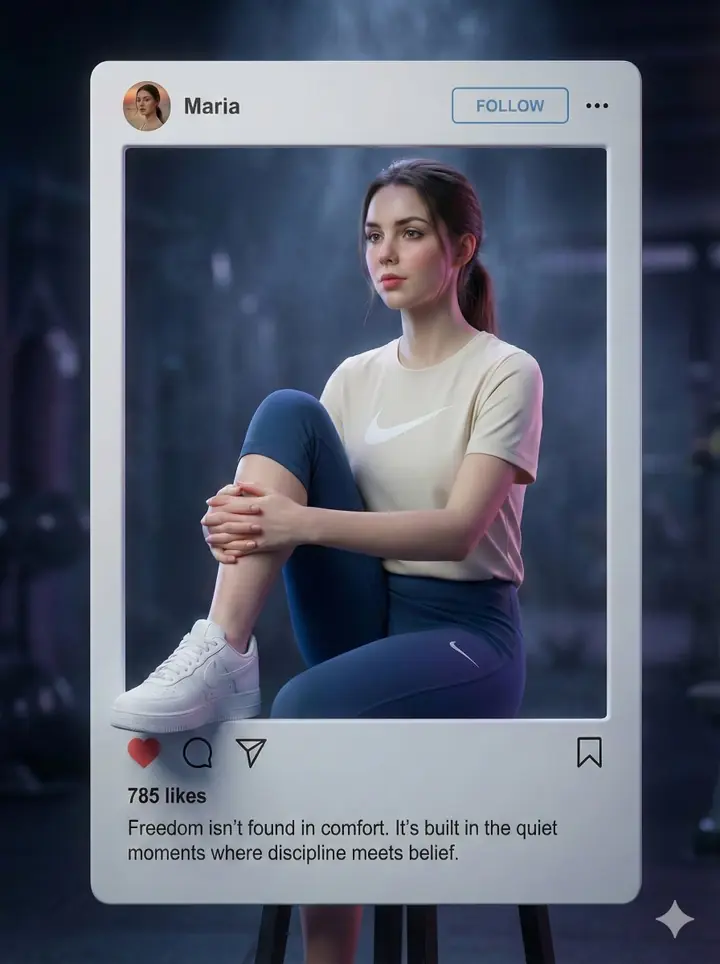 Maria
FOLLOW
785 likes
Freedom isn’t found in comfort. It’s built in the quiet
moments where discipline meets belief.